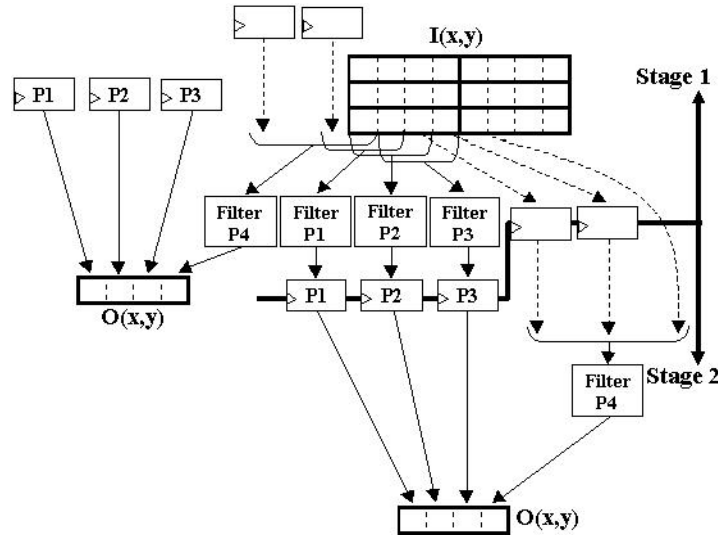 I(x,y)
Stage 1
P1
P2
P3
Filter
P4
Filter
P1
Filter
P2
Filter
P3
P1
P2
P3
O(x,y)
Stage 2
Filter
P4
O(x,y)